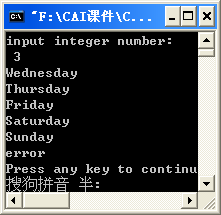 "F:\CAI课件\C...
input integer number:
3
Wednesday
Thursday
Friday
Saturday
Sunday
error
Press any key to continu
搜狗拼音 半: